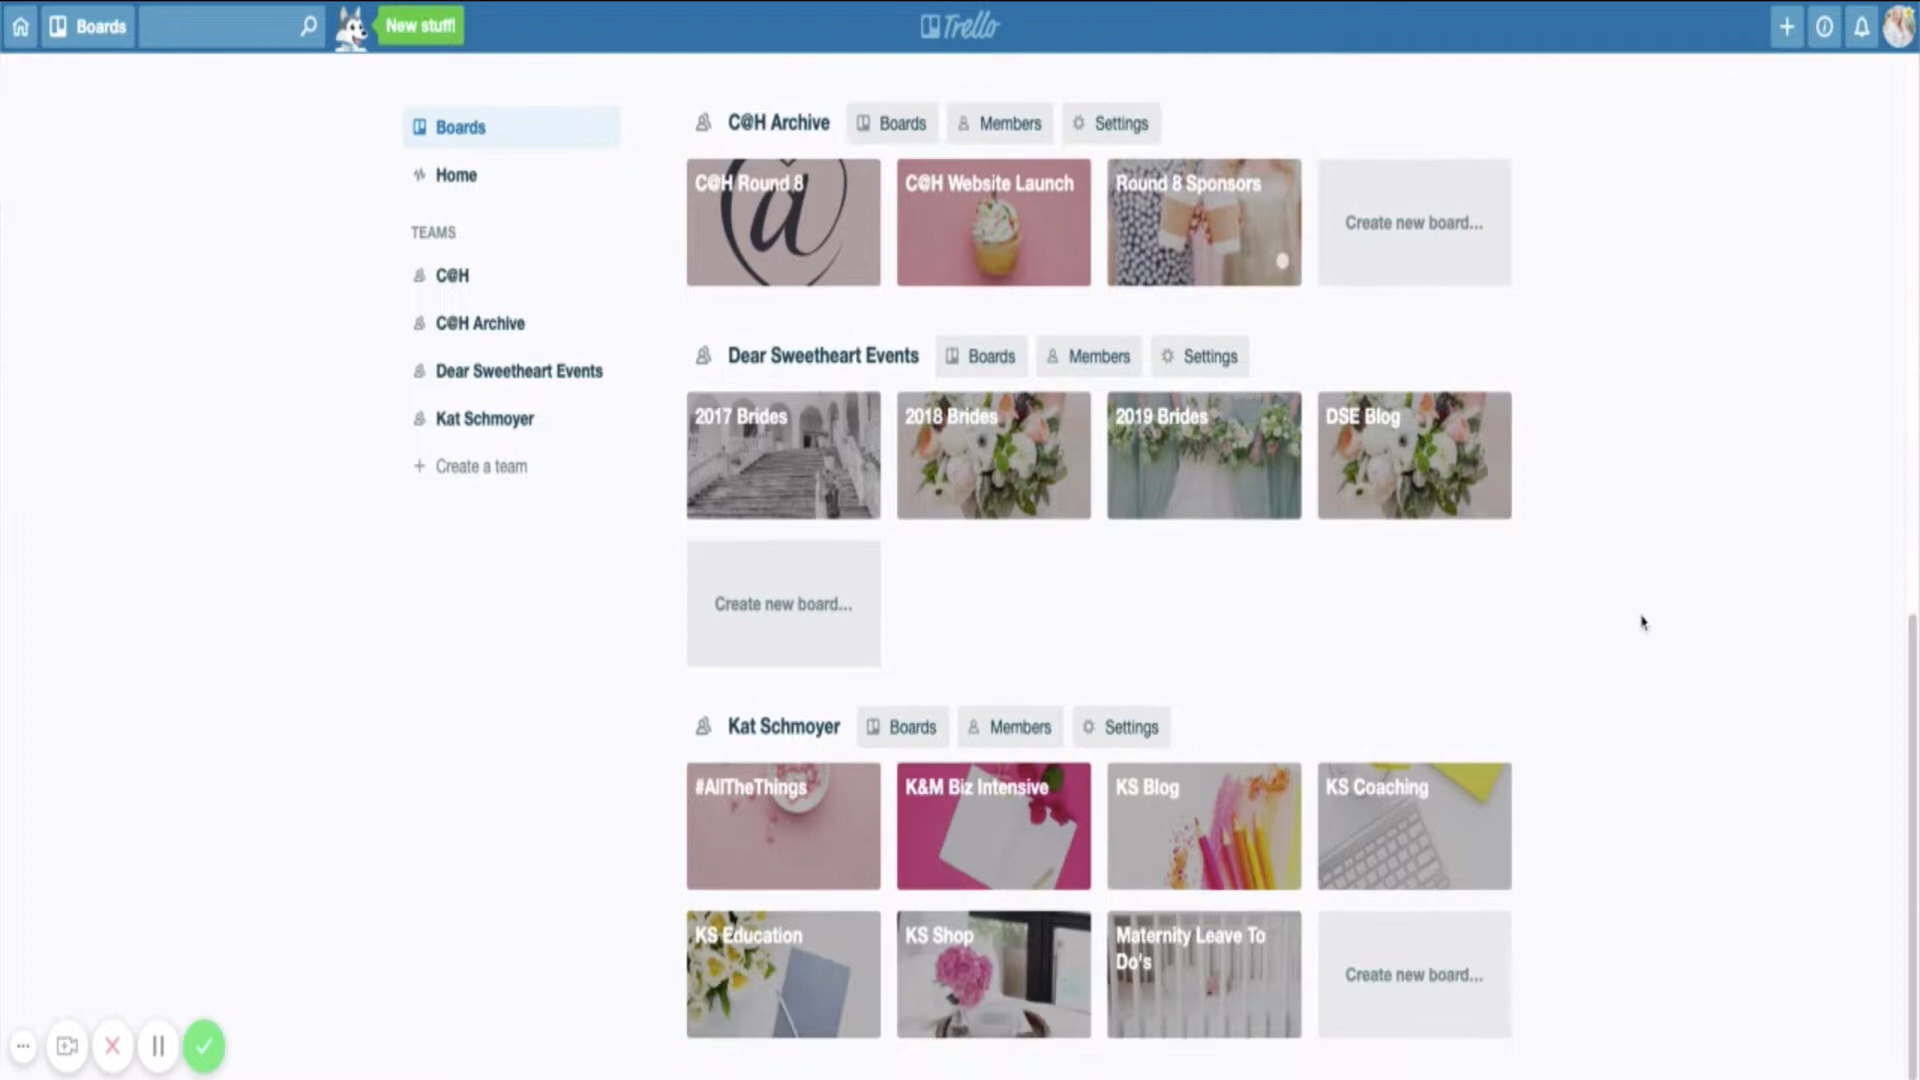 Boards
New stuff!
Trello
Boards
Home
TEAMS
C@H
C@H Archive
Dear Sweetheart Events
Kat Schmoyer
Create a team
C@H Archive Boards Members Settings
C@H Round 8
C@H Website Launch
Round 8 Sponsors
Create new board...
Dear Sweetheart Events Boards Members Settings
2017 Brides
2018 Brides
2019 Brides
DSE Blog
Create new board...
Kat Schmoyer Boards Members Settings
#AllTheThings
K&M Biz Intensive
KS Blog
KS Coaching
KS Education
KS Shop
Maternity Leave To
Do's
Create new board...